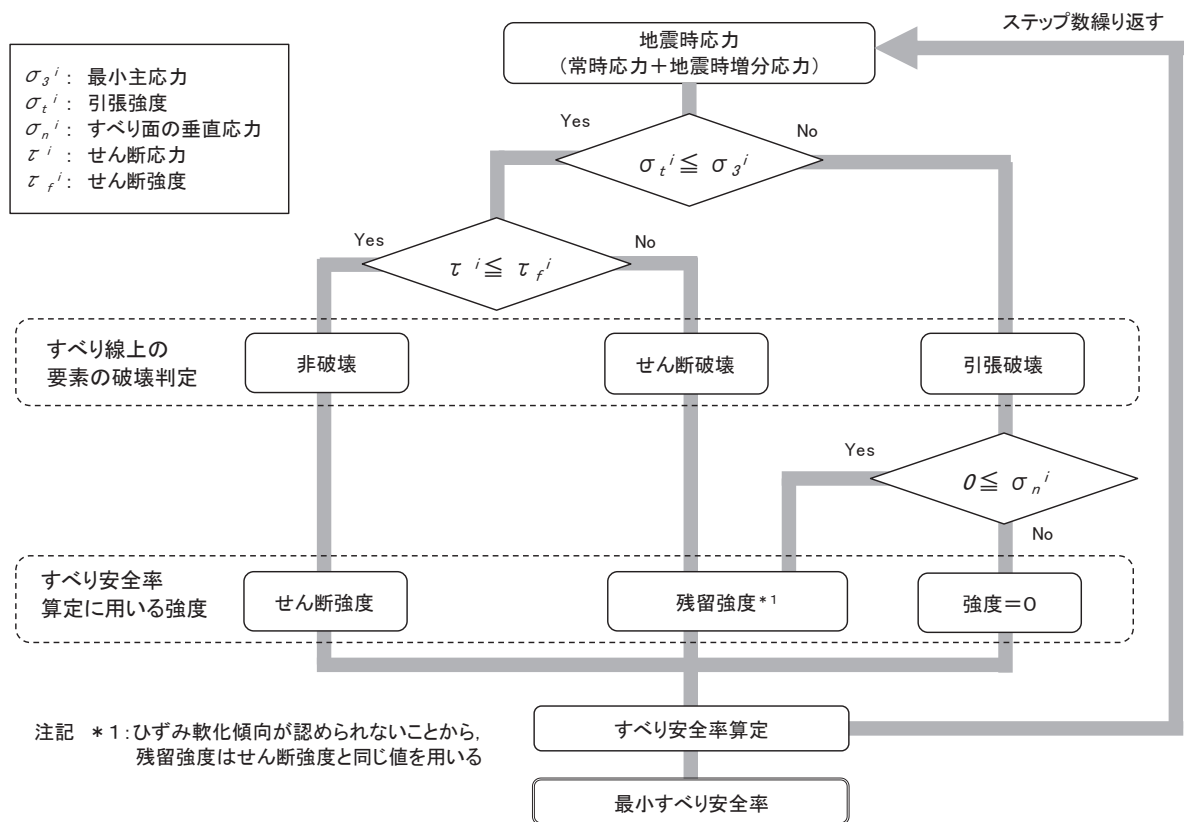 ステップ数繰り返す
地震時応力
（常時応力＋地震時増分応力）
σ₃ⁱ： 最小主応力
σₜⁱ： 引張強度
σₙⁱ： すべり面の垂直応力
τⁱ： せん断応力
τ_fⁱ： せん断強度
Yes
No
σₜⁱ≦ σ₃ⁱ
Yes
No
τⁱ≦ τ_fⁱ
すべり線上の
要素の破壊判定
非破壊
せん断破壊
引張破壊
Yes
0≦ σₙⁱ
No
すべり安全率
算定に用いる強度
せん断強度
残留強度*1
強度＝0
注記 ＊1：ひずみ軟化傾向が認められないことから，
残留強度はせん断強度と同じ値を用いる
すべり安全率算定
最小すべり安全率